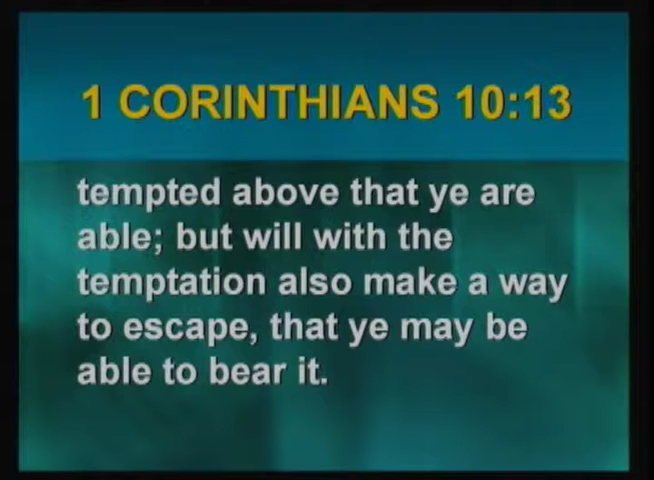 1 CORINTHIANS 10:13
tempted above that ye are
able; but will with the
temptation also make a way
to escape, that ye may be
able to bear it.